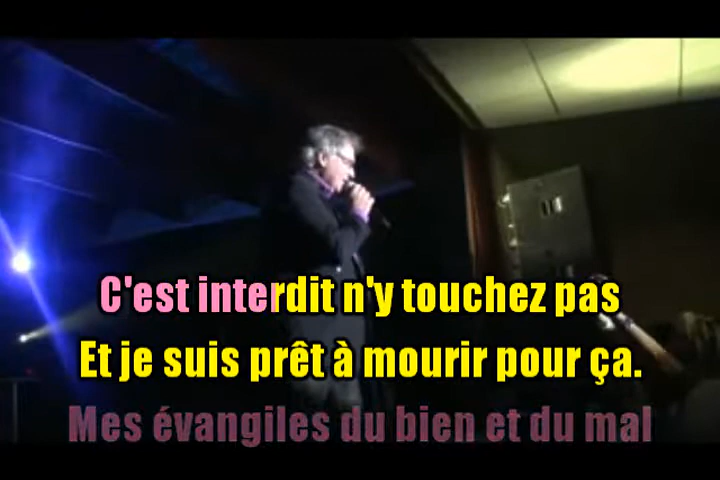 C'est interdit n'y touchez pas
Et je suis prêt à mourir pour ça.
Mes évangiles du bien et du mal